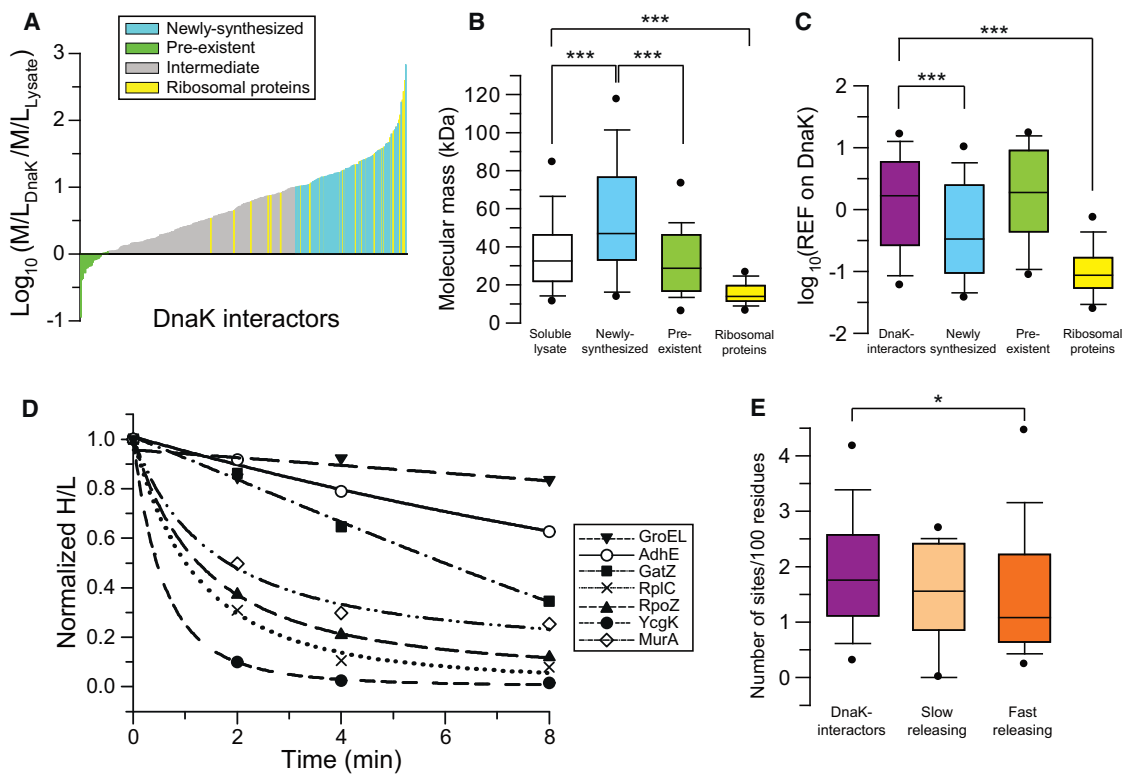 A
Newly-synthesized
Pre-existent
Intermediate
Ribosomal proteins
Log10 (M/LDnaK /M/LLysate)
3
2
1
0
-1
DnaK interactors
B
***
*** ***
Molecular mass (kDa)
120
100
80
60
40
20
0
Soluble lysate
Newly-synthesized
Pre-existent
Ribosomal proteins
C
***
***
log10(REF on DnaK)
2
1
0
-1
-2
DnaK-interactors
Newly synthesized
Pre-existent
Ribosomal proteins
D
Normalized H/L
1.0
0.8
0.6
0.4
0.2
0.0
0 2 4 6 8
Time (min)
GroEL
AdhE
GatZ
RplC
RpoZ
YcgK
MurA
E
*
Number of sites/100 residues
4
3
2
1
0
DnaK-interactors
Slow releasing
Fast releasing